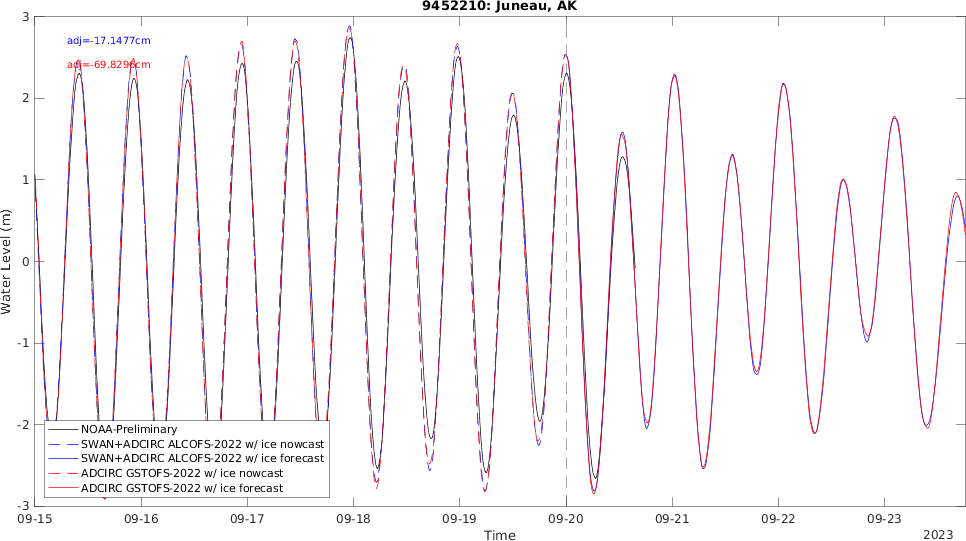 9452210: Juneau, AK
adj=-17.1477cm
adj=-69.8296cm
Water Level (m)
3
2
1
0
-1
-2
-3
NOAA-Preliminary
SWAN+ADCIRC ALCOFS-2022 w/ ice nowcast
SWAN+ADCIRC ALCOFS-2022 w/ ice forecast
ADCIRC GSTOFS-2022 w/ ice nowcast
ADCIRC GSTOFS-2022 w/ ice forecast
09-15 09-16 09-17 09-18 09-19 09-20 09-21 09-22 09-23
Time
2023